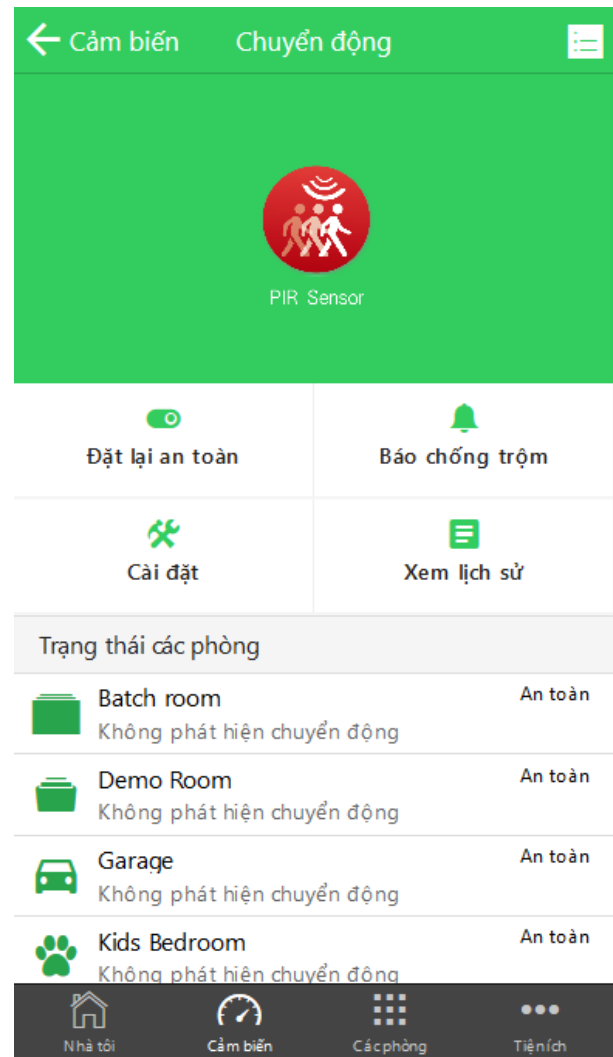 Cảm biến Chuyển động
PIR Sensor
Đặt lại an toàn Báo chống trộm
Cài đặt Xem lịch sử
Trạng thái các phòng
Batch room An toàn
Không phát hiện chuyển động
Demo Room An toàn
Không phát hiện chuyển động
Garage An toàn
Không phát hiện chuyển động
Kids Bedroom An toàn
Không phát hiện chuyển động
Nhà tôi Cảm biến Các phòng Tiện ích